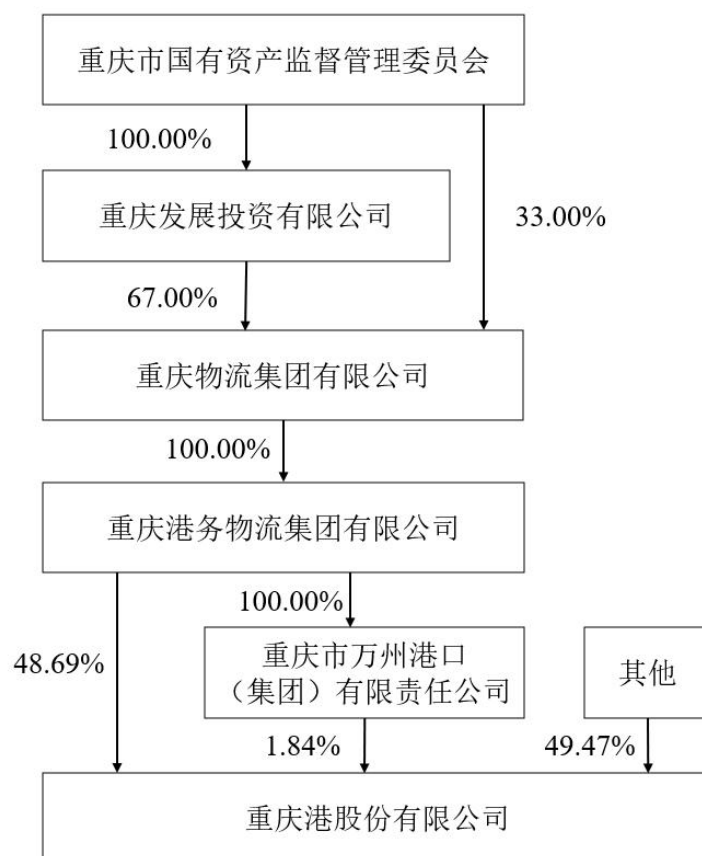 重庆市国有资产监督管理委员会
100.00%
重庆发展投资有限公司
33.00%
67.00%
重庆物流集团有限公司
100.00%
重庆港务物流集团有限公司
100.00%
48.69%
重庆市万州港口
（集团）有限责任公司
其他
1.84%
49.47%
重庆港股份有限公司